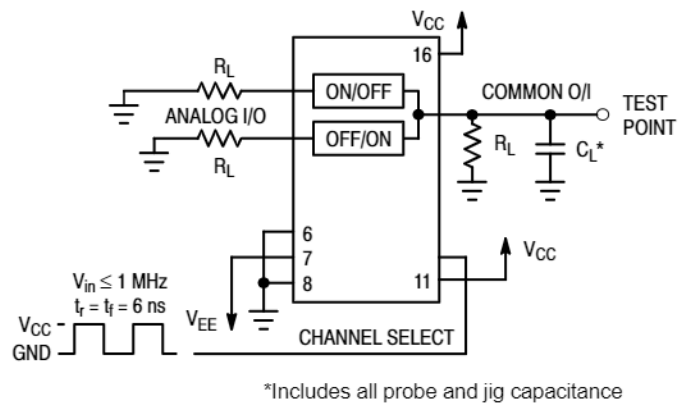 VCC
16
RL
ON/OFF
COMMON O/I
TEST
POINT
ANALOG I/O
OFF/ON
RL
RL
CL*
6
7
8
11
VCC
Vin ≤ 1 MHz
tr = tf = 6 ns
VEE
VCC
GND
CHANNEL SELECT
*Includes all probe and jig capacitance